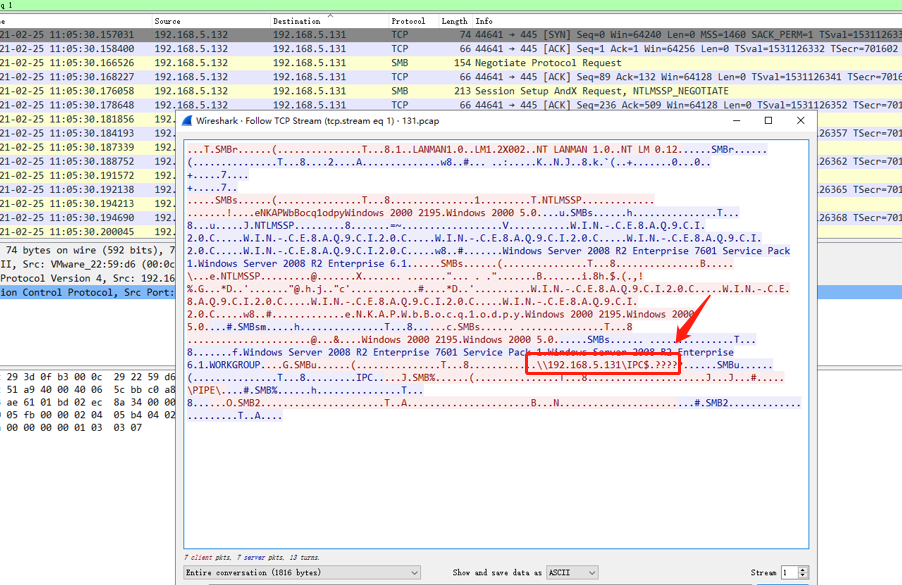 q 1
Source Destination Protocol Length Info
21-02-25 11:05:30.157031 192.168.5.132 192.168.5.131 TCP 74 44641 → 445 [SYN] Seq=0 Win=64240 Len=0 MSS=1460 SACK_PERM=1 TSval=1531126332
21-02-25 11:05:30.158400 192.168.5.132 192.168.5.131 TCP 66 44641 → 445 [ACK] Seq=1 Ack=1 Win=64256 Len=0 TSval=1531126332 TSecr=701602
21-02-25 11:05:30.166526 192.168.5.132 192.168.5.131 SMB 154 Negotiate Protocol Request
21-02-25 11:05:30.168227 192.168.5.132 192.168.5.131 TCP 66 44641 → 445 [ACK] Seq=89 Ack=132 Win=64128 Len=0 TSval=1531126341 TSecr=7016
21-02-25 11:05:30.176058 192.168.5.132 192.168.5.131 SMB 213 Session Setup AndX Request, NTLMSSP_NEGOTIATE
21-02-25 11:05:30.178648 192.168.5.132 192.168.5.131 TCP 66 44641 → 445 [ACK] Seq=236 Ack=509 Win=64128 Len=0 TSval=1531126352 TSecr=701
21-02-25 11:05:30.181856 192.
21-02-25 11:05:30.184193 192.
21-02-25 11:05:30.187339 192.
21-02-25 11:05:30.188752 192. 26362 TSecr=701
21-02-25 11:05:30.191572 192.
21-02-25 11:05:30.192138 192. 26365 TSecr=701
21-02-25 11:05:30.194213 192.
21-02-25 11:05:30.194690 192. 26368 TSecr=701
21-02-25 11:05:30.200045 192.
Wireshark · Follow TCP Stream (tcp.stream eq 1) · 131.pcap
...T.SMBr......(..............T...8.1..LANMAN1.0..LM1.2X002..NT LANMAN 1.0..NT LM 0.12......SMBr......
(..............T...8....2....A.............w8..#... ..:.....K..N.J..8.k.`(..+.......0...0..
+.....7....
+.....7..
.....SMBs......(..............T...8..............1.........T.NTLMSSP............
.......!....eNKAPWbBocq1odpyWindows 2000 2195.Windows 2000 5.0....u.SMBs.....h..............T...
8...u.....J.NTLMSSP.........8.......=~.................V..........W.I.N.-.C.E.8.A.Q.9.C.I.
2.0.C.....W.I.N.-.C.E.8.A.Q.9.C.I.2.0.C.....W.I.N.-.C.E.8.A.Q.9.C.I.2.0.C.....W.I.N.-.C.E.8.A.Q.9.C.I.
2.0.C.....W.I.N.-.C.E.8.A.Q.9.C.I.2.0.C.....w8..#.......Windows Server 2008 R2 Enterprise 7601 Service Pack
1.Windows Server 2008 R2 Enterprise 6.1......SMBs......(..............T...8..............B.....
\...e.NTLMSSP.........@.......X....... ......."... . ."........B.......i.8h.$.(.,!
%.G...*D..'......."@.h.j.."c'...........#....*D..'.........W.I.N.-.C.E.8.A.Q.9.C.I.2.0.C.....W.I.N.-.C.E.
8.A.Q.9.C.I.2.0.C.....W.I.N.-.C.E.8.A.Q.9.C.I.2.0.C.....W.I.N.-.C.E.8.A.Q.9.C.I.
2.0.C.....w8..#...............e.N.K.A.P.W.b.B.o.c.q.1.o.d.p.y.Windows 2000 2195.Windows 2000
5.0....#.SMBsm.....h..............T...8.....c.SMBs...... ..............T...8
..............@...&...Windows 2000 2195.Windows 2000 5.0......SMBs.....................T...
8.......f.Windows Server 2008 R2 Enterprise 7601 Service Pack 1.Windows Server 2008 R2 Enterprise
6.1.WORKGROUP....G.SMBu......(..............T...8..........\\192.168.5.131\IPC$.????.......SMBu.....
(..............T...8.........IPC....J.SMB%.....(..............T...8.....................J...J...#.....
\PIPE\....#.SMB%......h..............T...
8......O.SMB2.................T..A....................B...N...................#.SMB2.............
..........T..A....
74 bytes on wire (592 bits), 7
II, Src: VMware_22:59:d6 (00:0c
Protocol Version 4, Src: 192.16
ion Control Protocol, Src Port:
29 3d 0f b3 00 0c 29 22 59 d6
51 a9 40 00 40 06 5c bb c0 a
ae 61 01 bd 02 ec 8a 34 00 00
05 fb 00 00 02 04 05 b4 04 02
00 00 00 00 01 03 03 07
7 client pkts, 7 server pkts, 13 turns.
Entire conversation (1816 bytes) Show and save data as ASCII Stream 1